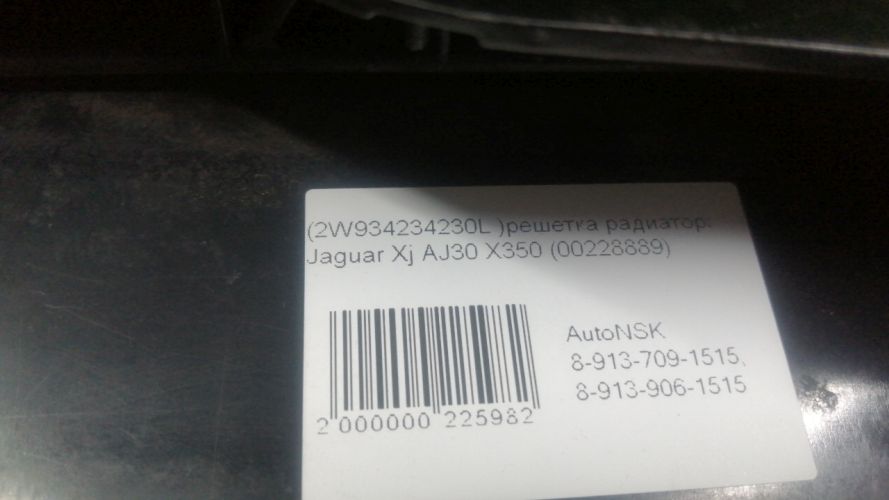 (2W934234230L )решетка радиатор:
Jaguar Xj AJ30 X350 (00228889)
AutoNSK
8-913-709-1515,
8-913-906-1515
2 000000 225982